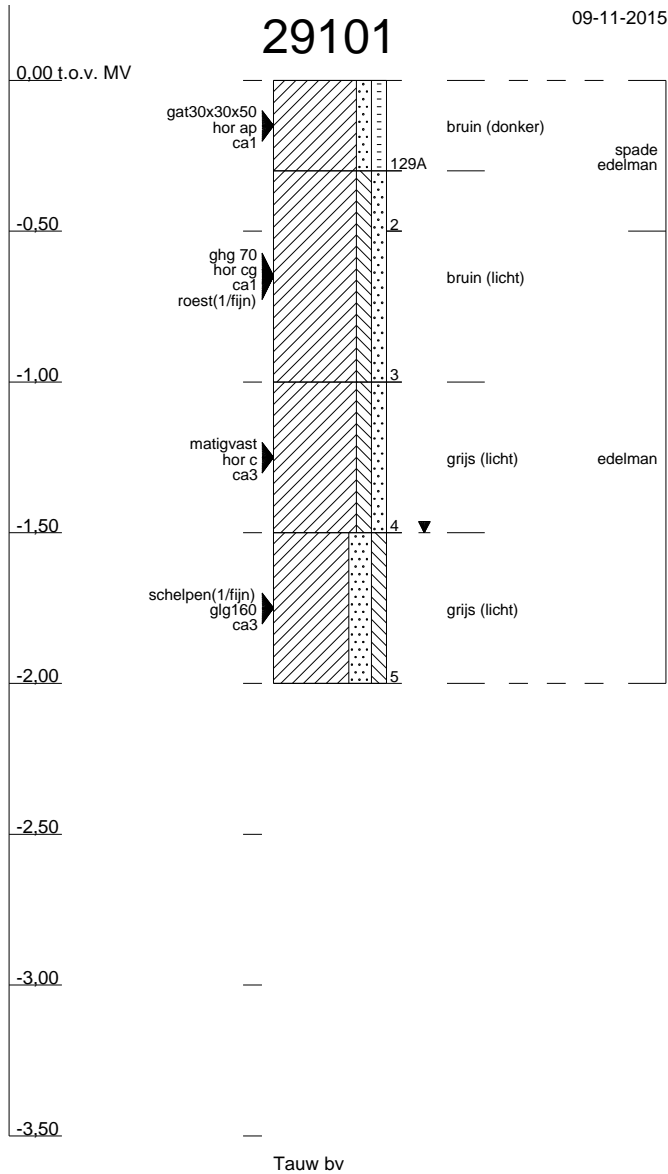 29101
09-11-2015
0,00 t.o.v. MV
gat30x30x50
hor ap
ca1
bruin (donker)
spade
edelman
129A
-0,50
2
ghg 70
hor cg
ca1
roest(1/fijn)
bruin (licht)
-1,00
3
matigvast
hor c
ca3
grijs (licht)
edelman
-1,50
4
schelpen(1/fijn)
glg160
ca3
grijs (licht)
-2,00
5
-2,50
-3,00
-3,50
Tauw bv